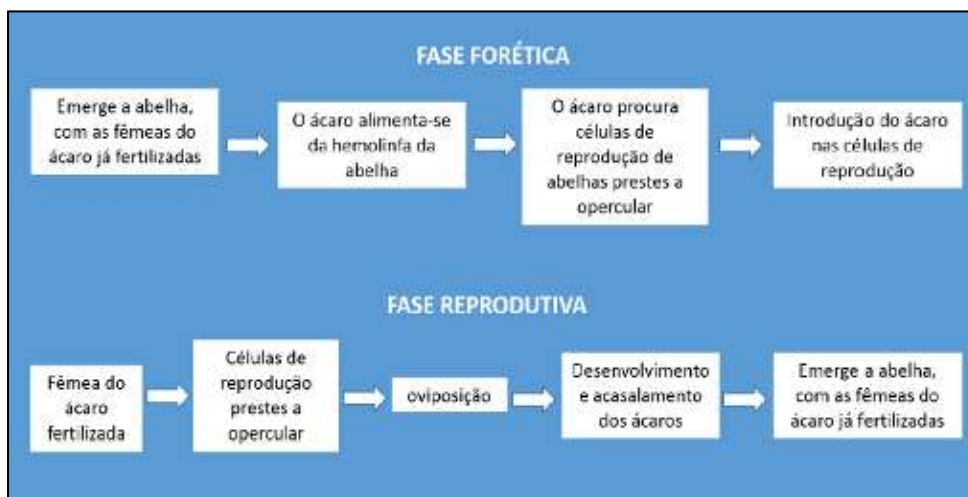 FASE FORÉTICA
Emerge a abelha,
com as fêmeas do
ácaro já fertilizadas
O ácaro alimenta-se
da hemolinfa da
abelha
O ácaro procura
células de
reprodução de
abelhas prestes a
opercular
Introdução do ácaro
nas células de
reprodução
FASE REPRODUTIVA
Fêmea do
ácaro
fertilizada
Células de
reprodução
prestes a
opercular
oviposição
Desenvolvimento
e acasalamento
dos ácaros
Emerge a abelha,
com as fêmeas do
ácaro já fertilizadas